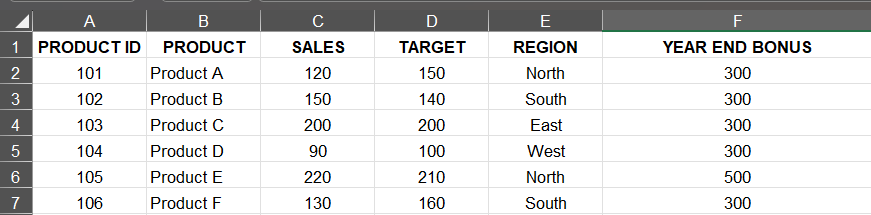 A B C D E F
1 PRODUCT ID PRODUCT SALES TARGET REGION YEAR END BONUS
2 101 Product A 120 150 North 300
3 102 Product B 150 140 South 300
4 103 Product C 200 200 East 300
5 104 Product D 90 100 West 300
6 105 Product E 220 210 North 500
7 106 Product F 130 160 South 300